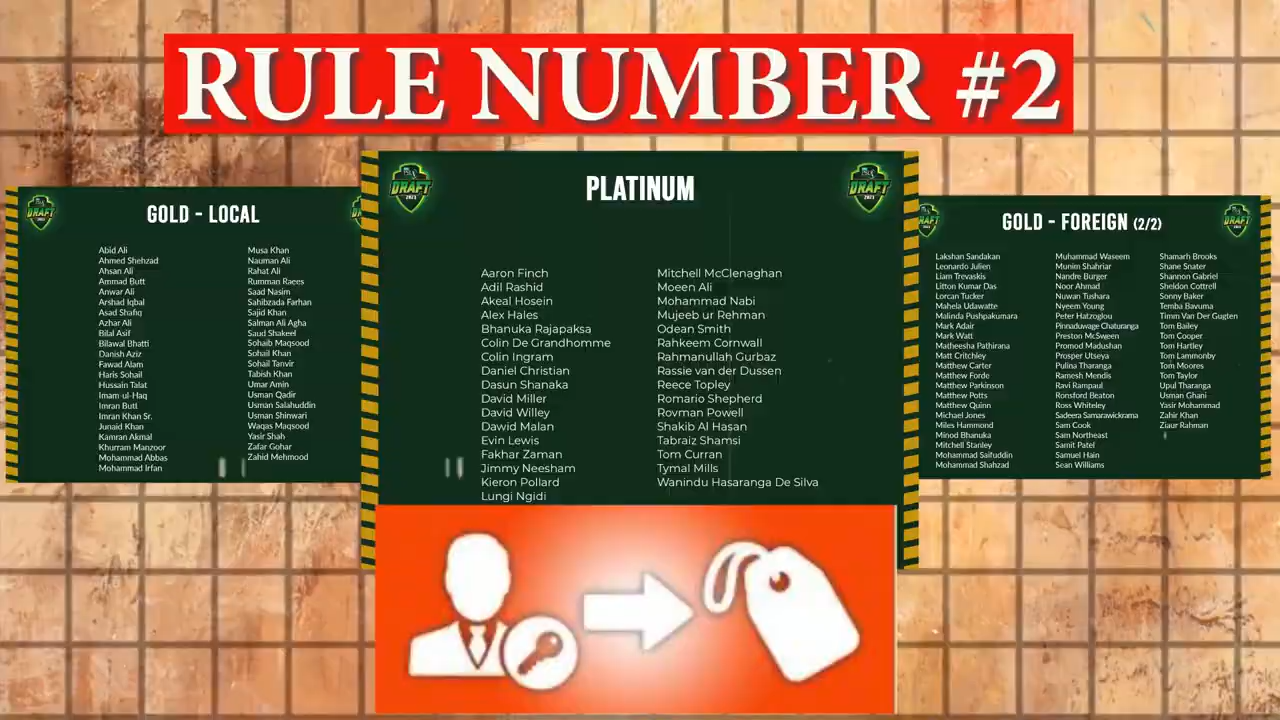 RULE NUMBER #2
DRAFT
GOLD - LOCAL
Abid Ali
Ahmed Shehzad
Ahsan Ali
Ammad Butt
Anwar Ali
Arshad Iqbal
Asad Shafiq
Azhar Ali
Bilal Asif
Bilawal Bhatti
Danish Aziz
Fawad Alam
Haris Sohail
Hussain Talat
Imam-ul-Haq
Imran Butt
Imran Khan Sr.
Junaid Khan
Kamran Akmal
Khurram Manzoor
Mohammad Abbas
Mohammad Irfan
Musa Khan
Nauman Ali
Rahat Ali
Rumman Raees
Saad Nasim
Sahibzada Farhan
Sajid Khan
Salman Ali Agha
Saud Shakeel
Sohaib Maqsood
Sohail Khan
Sohail Tanvir
Tabish Khan
Umar Amin
Usman Qadir
Usman Salahuddin
Usman Shinwari
Waqas Maqsood
Yasir Shah
Zafar Gohar
Zahid Mehmood
DRAFT
2023
PLATINUM
DRAFT
2023
Aaron Finch
Adil Rashid
Akeal Hosein
Alex Hales
Bhanuka Rajapaksa
Colin De Grandhomme
Colin Ingram
Daniel Christian
Dasun Shanaka
David Miller
David Willey
Dawid Malan
Evin Lewis
Fakhar Zaman
Jimmy Neesham
Kieron Pollard
Lungi Ngidi
Mitchell McClenaghan
Moeen Ali
Mohammad Nabi
Mujeeb ur Rehman
Odean Smith
Rahkeem Cornwall
Rahmanullah Gurbaz
Rassie van der Dussen
Reece Topley
Romario Shepherd
Rovman Powell
Shakib Al Hasan
Tabraiz Shamsi
Tom Curran
Tymal Mills
Wanindu Hasaranga De Silva
GOLD - FOREIGN (2/2)
DRAFT
Lakshan Sandakan
Leonardo Julien
Liam Trevaskis
Litton Kumar Das
Lorcan Tucker
Mahela Udawatte
Malinda Pushpakumara
Mark Adair
Mark Watt
Matheesha Pathirana
Matt Critchley
Matthew Carter
Matthew Forde
Matthew Parkinson
Matthew Potts
Matthew Quinn
Michael Jones
Miles Hammond
Minod Bhanuka
Mitchell Stanley
Mohammad Saifuddin
Mohammad Shahzad
Muhammad Waseem
Munim Shahriar
Nandre Burger
Noor Ahmad
Nuwan Tushara
Nyeem Young
Peter Hatzoglou
Pinnaduwage Chaturanga
Preston McSween
Promod Madushan
Prosper Utseya
Pulina Tharanga
Ramesh Mendis
Ravi Rampaul
Ronsford Beaton
Ross Whiteley
Sadeera Samarawickrama
Sam Cook
Sam Northeast
Samit Patel
Samuel Hain
Sean Williams
Shamarh Brooks
Shane Snater
Shannon Gabriel
Sheldon Cottrell
Sonny Baker
Temba Bavuma
Timm Van Der Gugten
Tom Bailey
Tom Cooper
Tom Hartley
Tom Lammonby
Tom Moores
Tom Taylor
Upul Tharanga
Usman Ghani
Yasir Mohammad
Zahir Khan
Ziaur Rahman